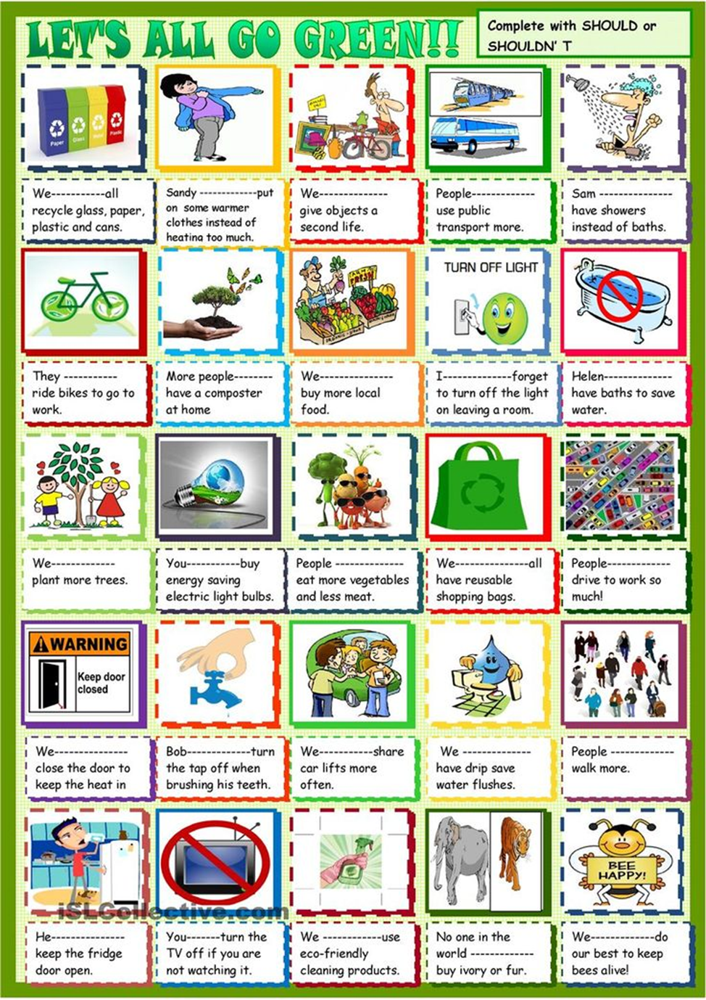 LET'S ALL GO GREEN!!
Complete with SHOULD or
SHOULDN' T
Paper
Glass
Metal
Plastic
We-----------all
recycle glass, paper,
plastic and cans.
Sandy ------------put
on some warmer
clothes instead of
heating too much.
We--------------
give objects a
second life.
People-------------
use public
transport more.
Sam ---------------
have showers
instead of baths.
TURN OFF LIGHT
FRESH
They -----------
ride bikes to go to
work.
More people--------
have a composter
at home
We---------------
buy more local
food.
I--------------forget
to turn off the light
on leaving a room.
Helen--------------
have baths to save
water.
We-------------
plant more trees.
You-----------buy
energy saving
electric light bulbs.
People --------------
eat more vegetables
and less meat.
We---------------all
have reusable
shopping bags.
People-------------
drive to work so
much!
WARNING
Keep door
closed
We---------------
close the door to
keep the heat in
Bob-------------turn
the tap off when
brushing his teeth.
We-----------share
car lifts more
often.
We --------------
have drip save
water flushes.
People -------------
walk more.
BEE
HAPPY!
iSLCollective.com
He---------------
keep the fridge
door open.
You-------turn the
TV off if you are
not watching it.
We ------------use
eco-friendly
cleaning products.
No one in the
world -------------
buy ivory or fur.
We-------------do
our best to keep
bees alive!